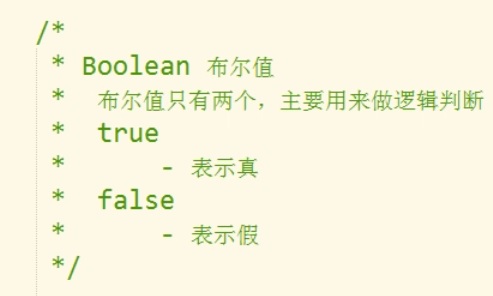 /*
* Boolean 布尔值
* 布尔值只有两个，主要用来做逻辑判断
* true
* - 表示真
* false
* - 表示假
*/